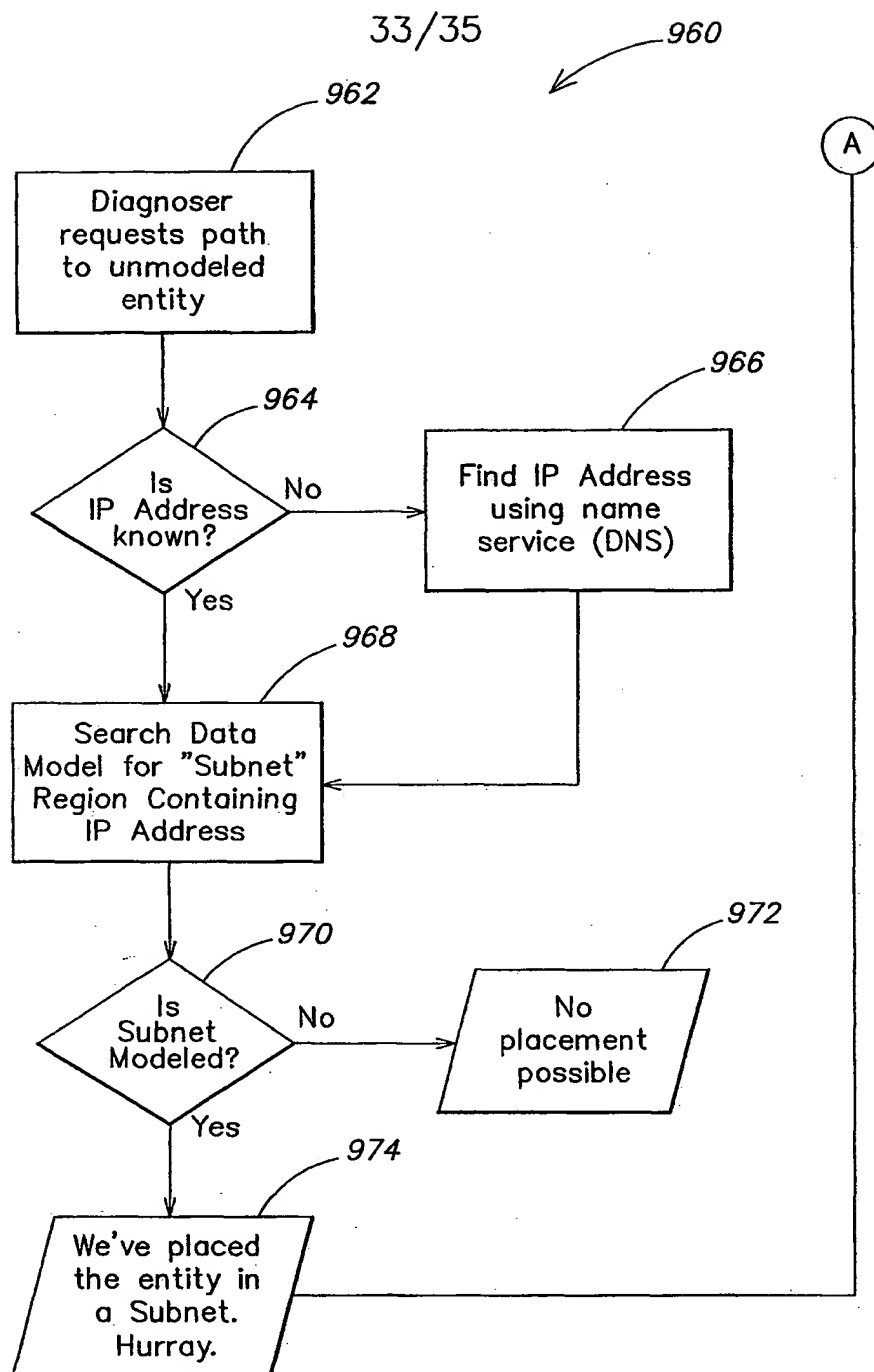 33/35
960
962
A
Diagnoser
requests path
to unmodeled
entity
964
966
Is
IP Address
known?
No
Find IP Address
using name
service (DNS)
Yes
968
Search Data
Model for "Subnet"
Region Containing
IP Address
970
972
Is
Subnet
Modeled?
No
No
placement
possible
Yes
974
We've placed
the entity in
a Subnet.
Hurray.